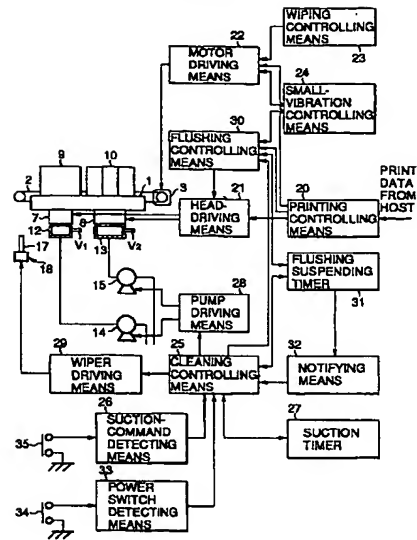 WIPING
CONTROLLING
MEANS
23
22
MOTOR
DRIVING
MEANS
24
SMALL-
VIBRATION
CONTROLLING
MEANS
30
FLUSHING
CONTROLLING
MEANS
9
10
2
1
3
7
8
12
V1
13
V2
17
18
21
HEAD-
DRIVING
MEANS
20
PRINTING
CONTROLLING
MEANS
PRINT
DATA
FROM
HOST
FLUSHING
SUSPENDING
TIMER
31
15
14
28
PUMP DRIVING
MEANS
29
WIPER
DRIVING
MEANS
25
CLEANING
CONTROLLING
MEANS
32
NOTIFYING
MEANS
26
SUCTION-
COMMAND
DETECTING
MEANS
35
27
SUCTION
TIMER
33
POWER
SWITCH
DETECTING
MEANS
34